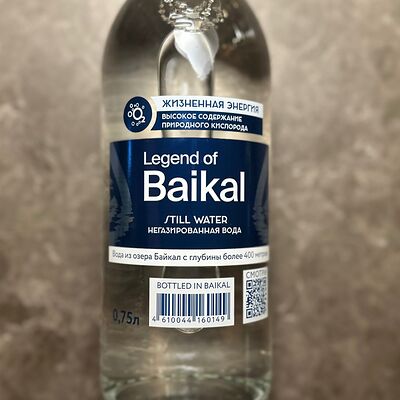 ЖИЗНЕННАЯ ЭНЕРГИЯ
O2
ВЫСОКОЕ СОДЕРЖАНИЕ
ПРИРОДНОГО КИСЛОРОДА
Legend of
Baikal
STILL WATER
НЕГАЗИРОВАННАЯ ВОДА
Вода из озера Байкал с глубины более 400 метров
СМОТРИ
BOTTLED IN BAIKAL
0,75л
4 610044 160149